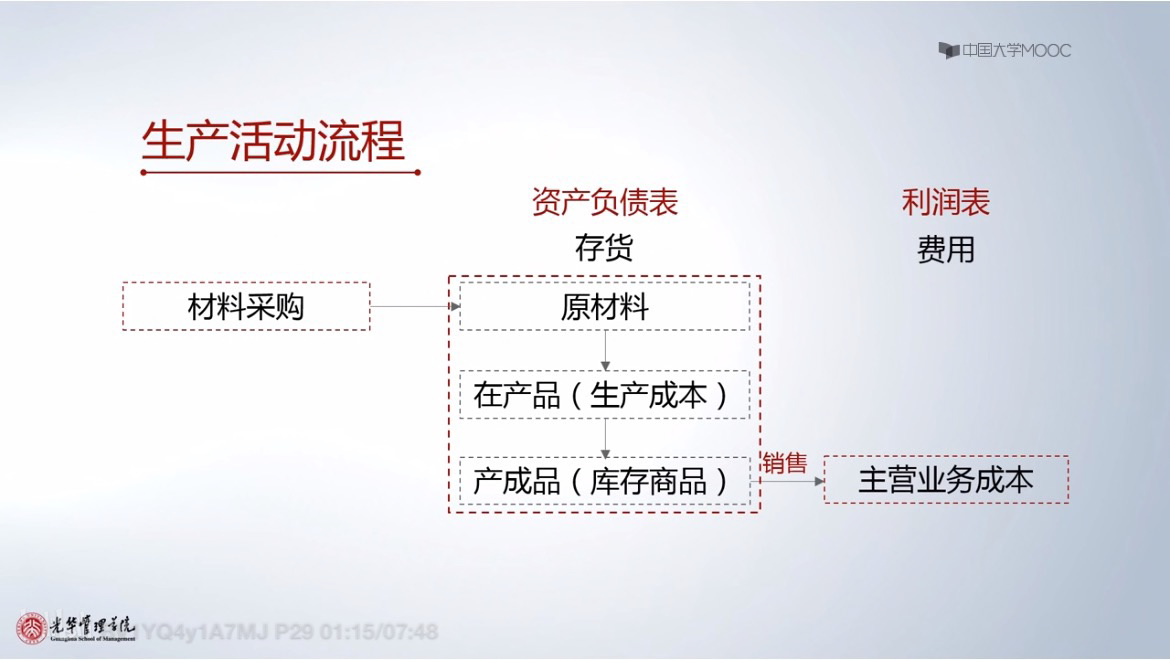 中国大学MOOC
生产活动流程
资产负债表
利润表
存货
费用
材料采购
原材料
在产品（生产成本）
产成品（库存商品）
销售
主营业务成本
光华管理学院
Guanghua School of Management
YQ4y1A7MJ P29 01:15/07:48